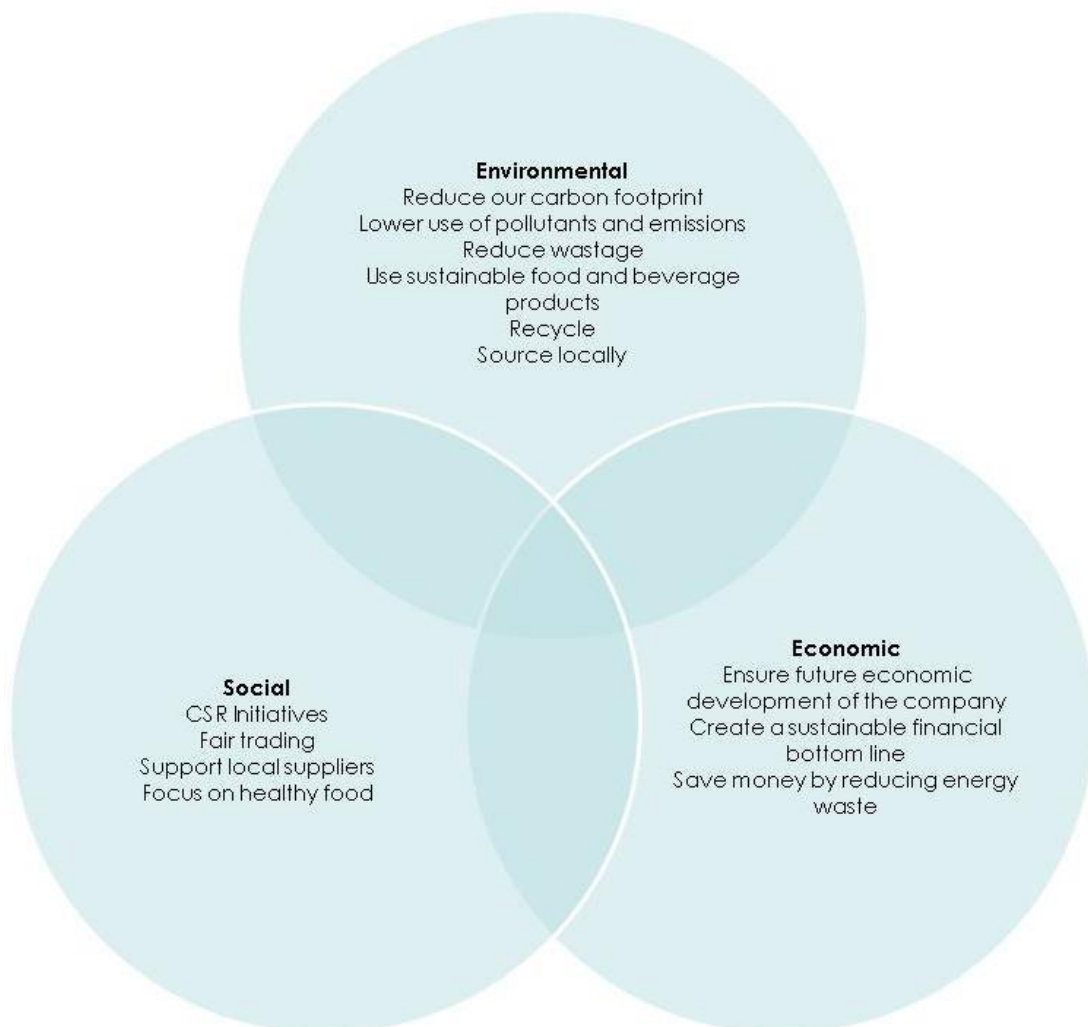 Environmental
Reduce our carbon footprint
Lower use of pollutants and emissions
Reduce wastage
Use sustainable food and beverage
products
Recycle
Source locally
Social
CSR Initiatives
Fair trading
Support local suppliers
Focus on healthy food
Economic
Ensure future economic
development of the company
Create a sustainable financial
bottom line
Save money by reducing energy
waste